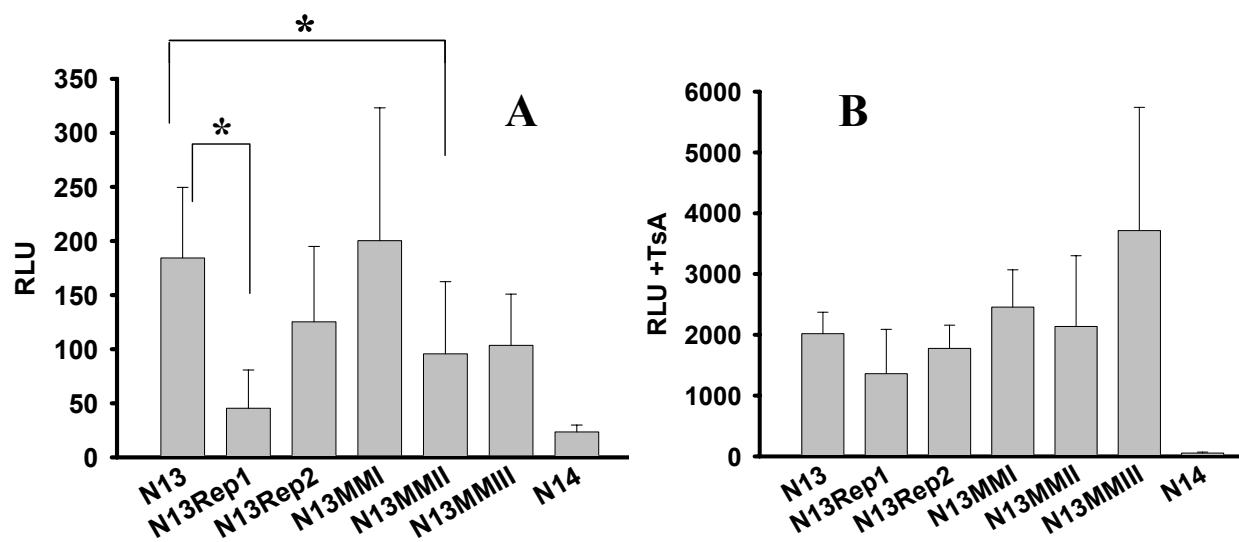 *
*
A
350
300
250
200
150
100
50
0
RLU
N13
N13Rep1
N13Rep2
N13MMI
N13MMII
N13MMIII
N14
B
6000
5000
4000
3000
2000
1000
0
RLU +TsA
N13
N13Rep1
N13Rep2
N13MMI
N13MMII
N13MMIII
N14